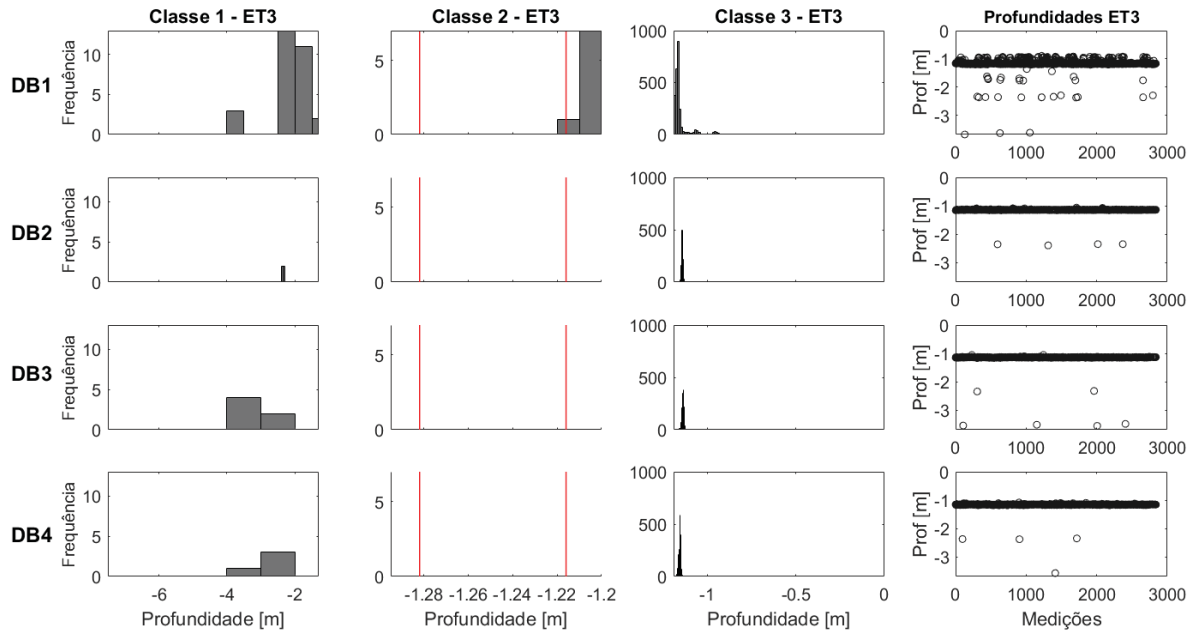 Classe 1 - ET3
Classe 2 - ET3
Classe 3 - ET3
Profundidades ET3
DB1
Frequência
10
5
0
5
0
1000
500
0
Prof [m]
0
-1
-2
-3
0 1000 2000 3000
DB2
Frequência
10
5
0
5
0
1000
500
0
Prof [m]
0
-1
-2
-3
0 1000 2000 3000
DB3
Frequência
10
5
0
5
0
1000
500
0
Prof [m]
0
-1
-2
-3
0 1000 2000 3000
DB4
Frequência
10
5
0
-6 -4 -2
Profundidade [m]
5
0
-1.28 -1.26 -1.24 -1.22 -1.2
Profundidade [m]
1000
500
0
-1 -0.5 0
Profundidade [m]
Prof [m]
0
-1
-2
-3
0 1000 2000 3000
Medições